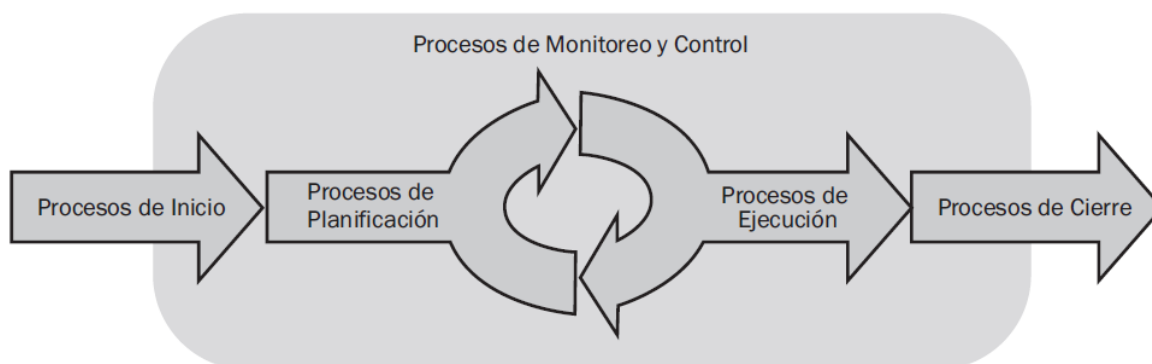 Procesos de Monitoreo y Control
Procesos de Inicio
Procesos de
Planificación
Procesos de
Ejecución
Procesos de Cierre